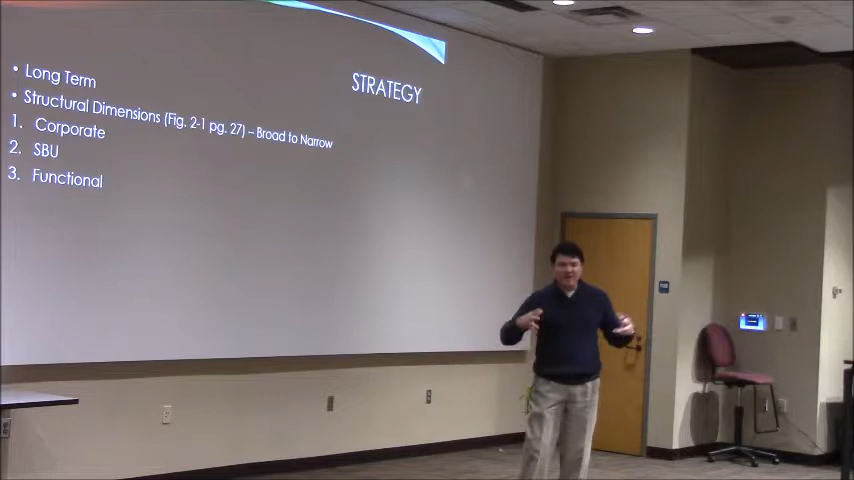 STRATEGY
• Long Term
• Structural Dimensions (Fig. 2-1 pg. 27) – Broad to Narrow
1. Corporate
2. SBU
3. Functional